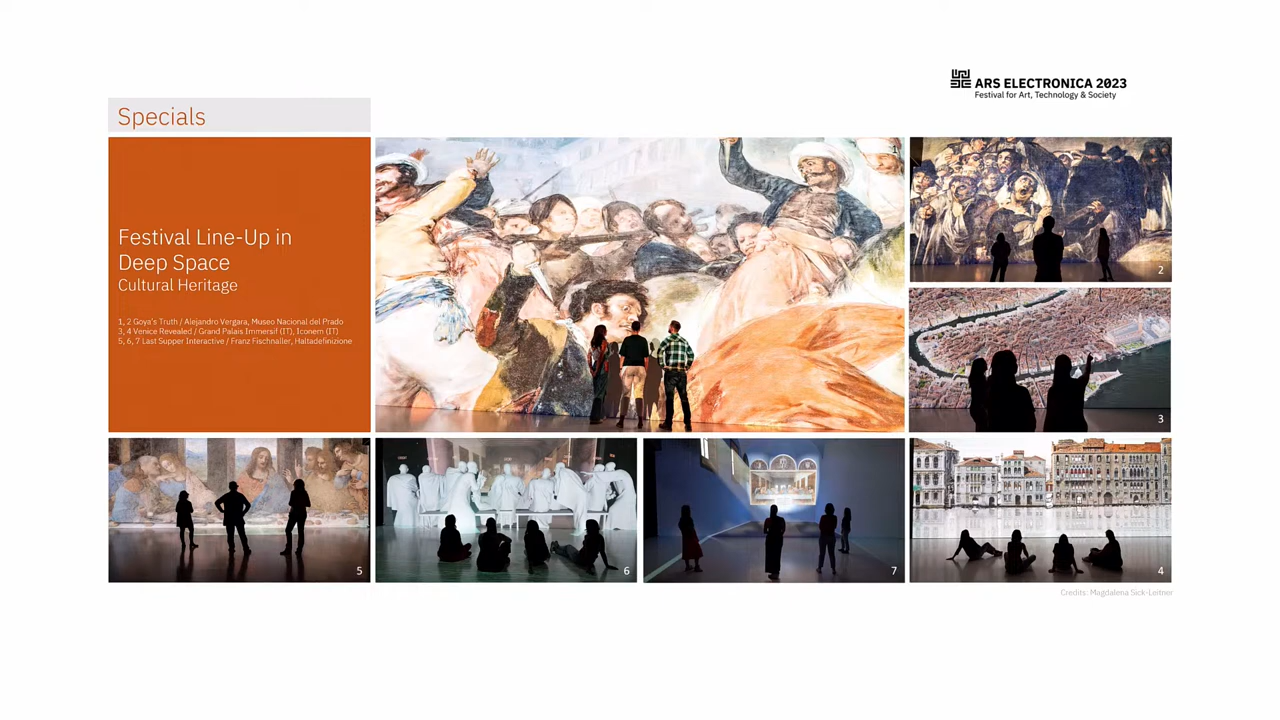 ARS ELECTRONICA 2023
Festival for Art, Technology & Society
Specials
Festival Line-Up in
Deep Space
Cultural Heritage
1, 2 Goya's Truth / Alejandro Vergara, Museo Nacional del Prado
3, 4 Venice Revealed / Grand Palais Immersif (IT), Iconem (IT)
5, 6, 7 Last Supper Interactive / Franz Fischnaller, Haltadefinizione
2
3
5
6
7
4
Credits: Magdalena Sick-Leitner